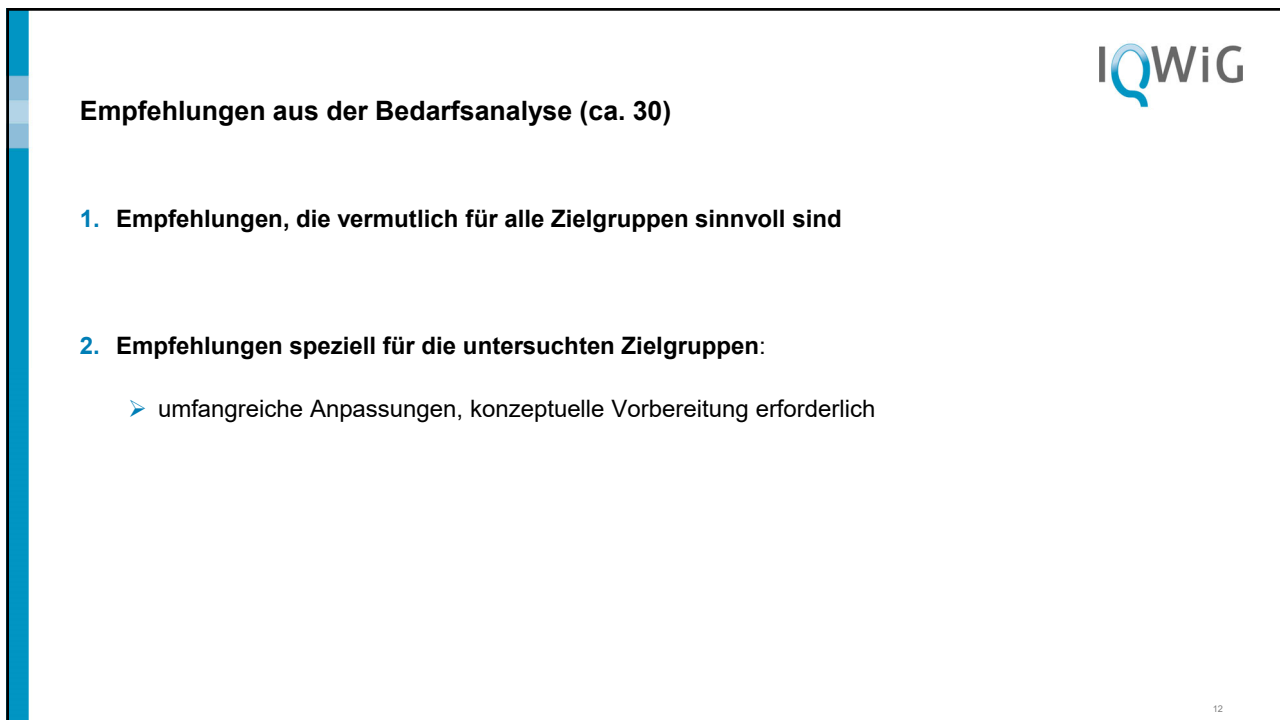 IQWiG
Empfehlungen aus der Bedarfsanalyse (ca. 30)
1. Empfehlungen, die vermutlich für alle Zielgruppen sinnvoll sind
2. Empfehlungen speziell für die untersuchten Zielgruppen:
➢ umfangreiche Anpassungen, konzeptuelle Vorbereitung erforderlich
12